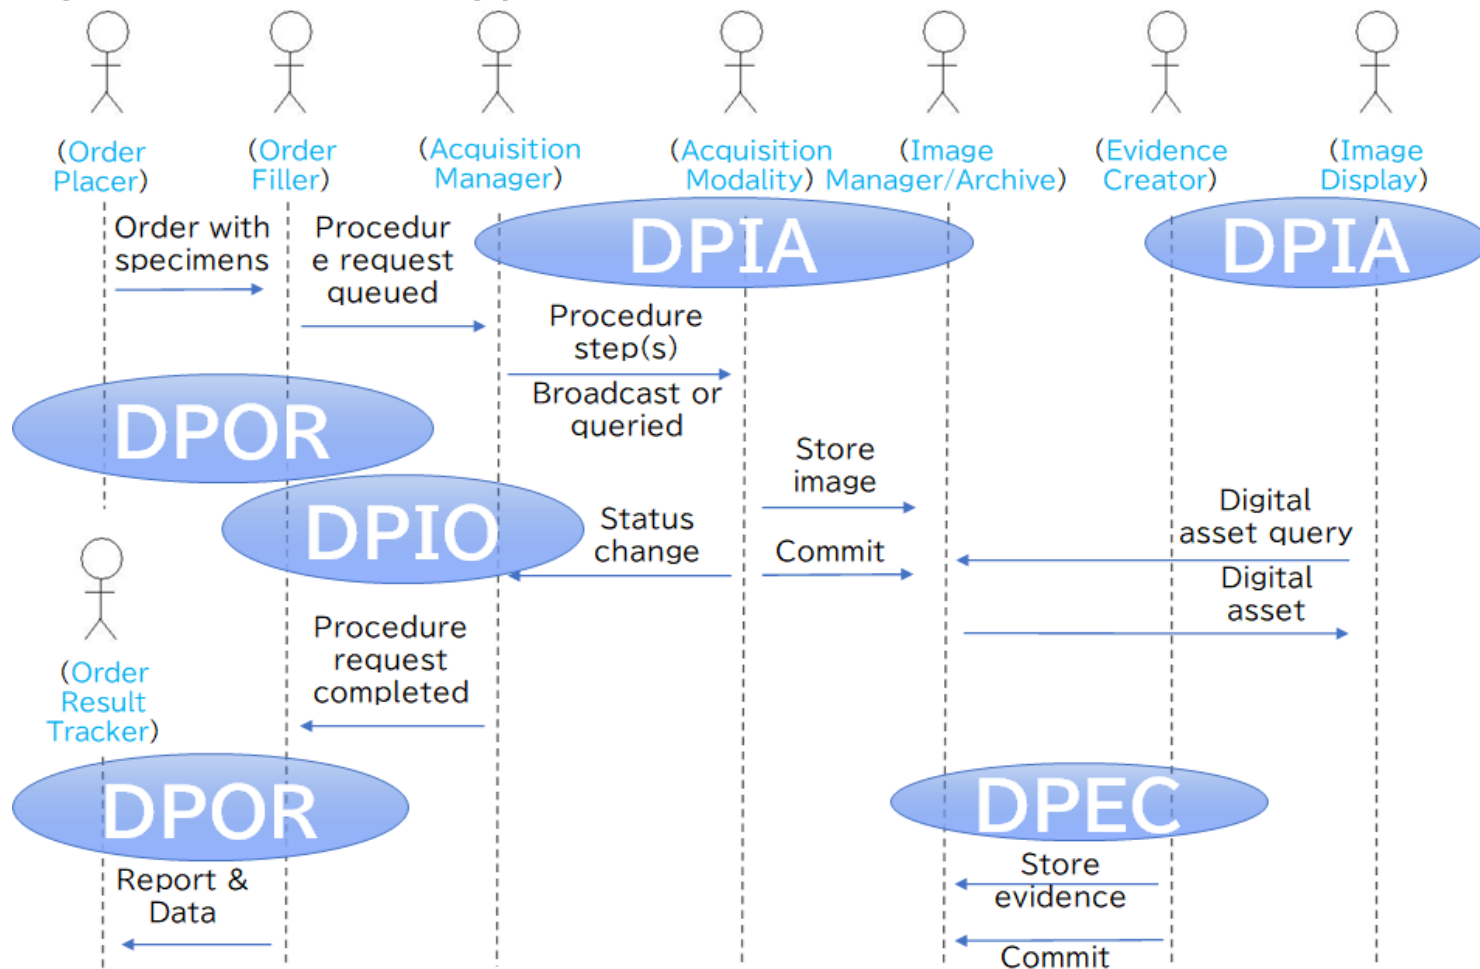 (Order
Placer)
(Order
Filler)
(Acquisition
Manager)
(Acquisition
Modality)
(Image
Manager/Archive)
(Evidence
Creator)
(Image
Display)
Order with
specimens
Procedur
e request
queued
DPIA
DPIA
Procedure
step(s)
Broadcast or
queried
DPOR
Store
image
DPIO
Status
change
Commit
Digital
asset query
Digital
asset
Procedure
request
completed
(Order
Result
Tracker)
DPOR
DPEC
Report &
Data
Store
evidence
Commit